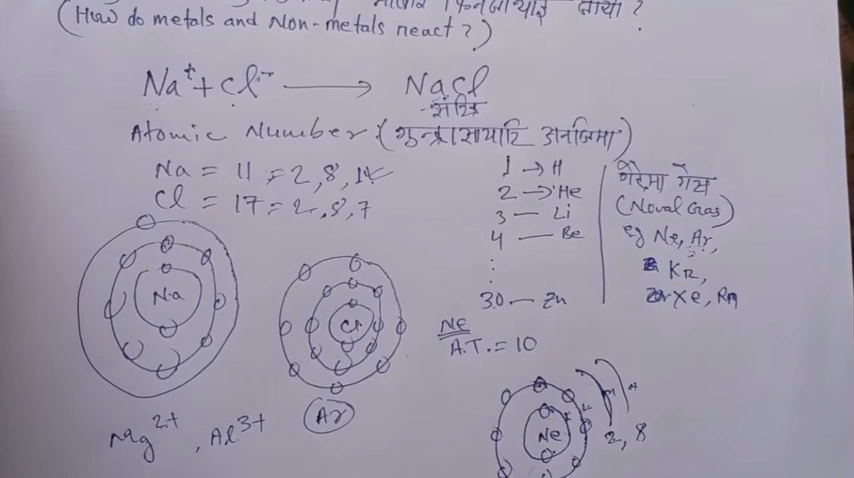 (How do metals and Non-metals react?)
Na⁺ + Cl⁻ ⟶ NaCl
Atomic Number (
Na = 11 = 2, 8, 1
Cl = 17 = 2, 8, 7
1 → H
2 → He
3 — Li
4 — Be
⋮
30 — Zn
गैस
(Noval Gas)
eg Ne, Ar,
KR,
Xe, Rn
Na
Cl
Ne
A.T. = 10
Ar
Mg²⁺, Al³⁺
Ne
2, 8